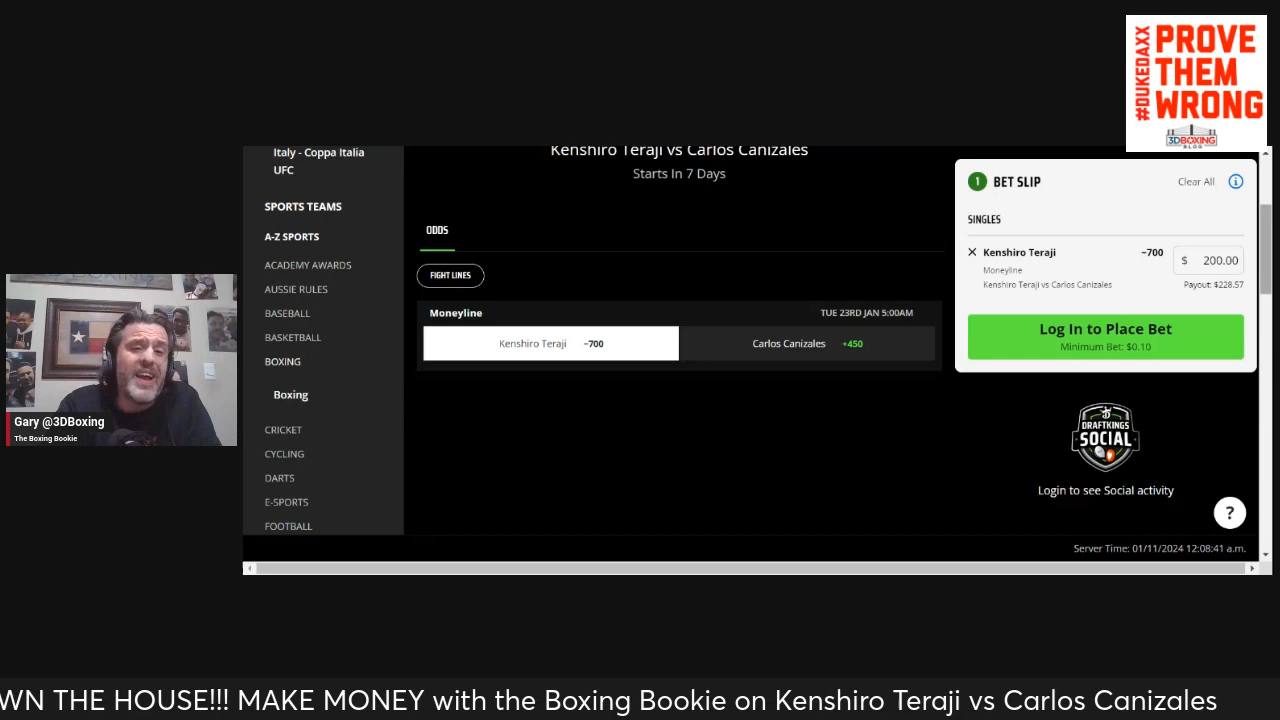 #DUKEDAXX
PROVE
THEM
WRONG
3DBOXING
BLOG
Italy - Coppa Italia
UFC
SPORTS TEAMS
A-Z SPORTS
ACADEMY AWARDS
AUSSIE RULES
BASEBALL
BASKETBALL
BOXING
Boxing
CRICKET
CYCLING
DARTS
E-SPORTS
FOOTBALL
Kenshiro Teraji vs Carlos Canizales
Starts In 7 Days
ODDS
FIGHT LINES
Moneyline TUE 23RD JAN 5:00AM
Kenshiro Teraji −700 Carlos Canizales +450
1 BET SLIP Clear All
SINGLES
Kenshiro Teraji −700 $ 200.00
Moneyline
Kenshiro Teraji vs Carlos Canizales Payout: $228.57
Log In to Place Bet
Minimum Bet: $0.10
DRAFTKINGS
SOCIAL
Login to see Social activity
?
Server Time: 01/11/2024 12:08:41 a.m.
Gary @3DBoxing
The Boxing Bookie
WN THE HOUSE!!! MAKE MONEY with the Boxing Bookie on Kenshiro Teraji vs Carlos Canizales